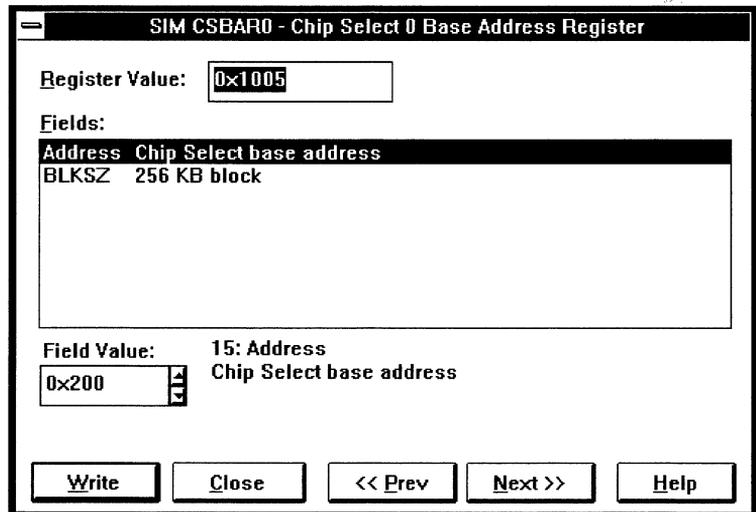 SIM CSBAR0 - Chip Select 0 Base Address Register
Register Value: 0x1005
Fields:
Address Chip Select base address
BLKSZ 256 KB block
Field Value: 15: Address
0x200 Chip Select base address
Write Close << Prev Next >> Help